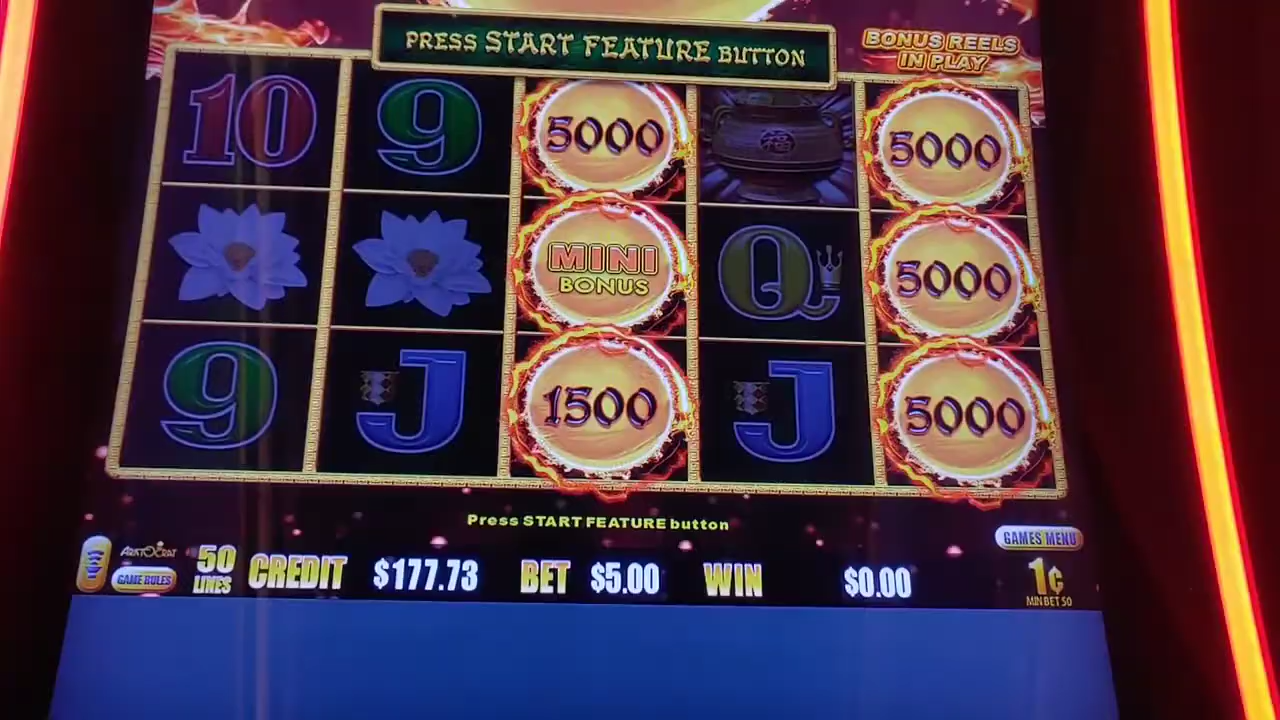 PRESS START FEATURE BUTTON
BONUS REELS
IN PLAY
10
9
5000
福
5000
MINI
BONUS
Q
5000
9
J
1500
J
5000
Press START FEATURE button
GAMES MENU
ARISTOCRAT
GAME RULES
50
LINES
CREDIT
$177.73
BET
$5.00
WIN
$0.00
1¢
MIN BET 50